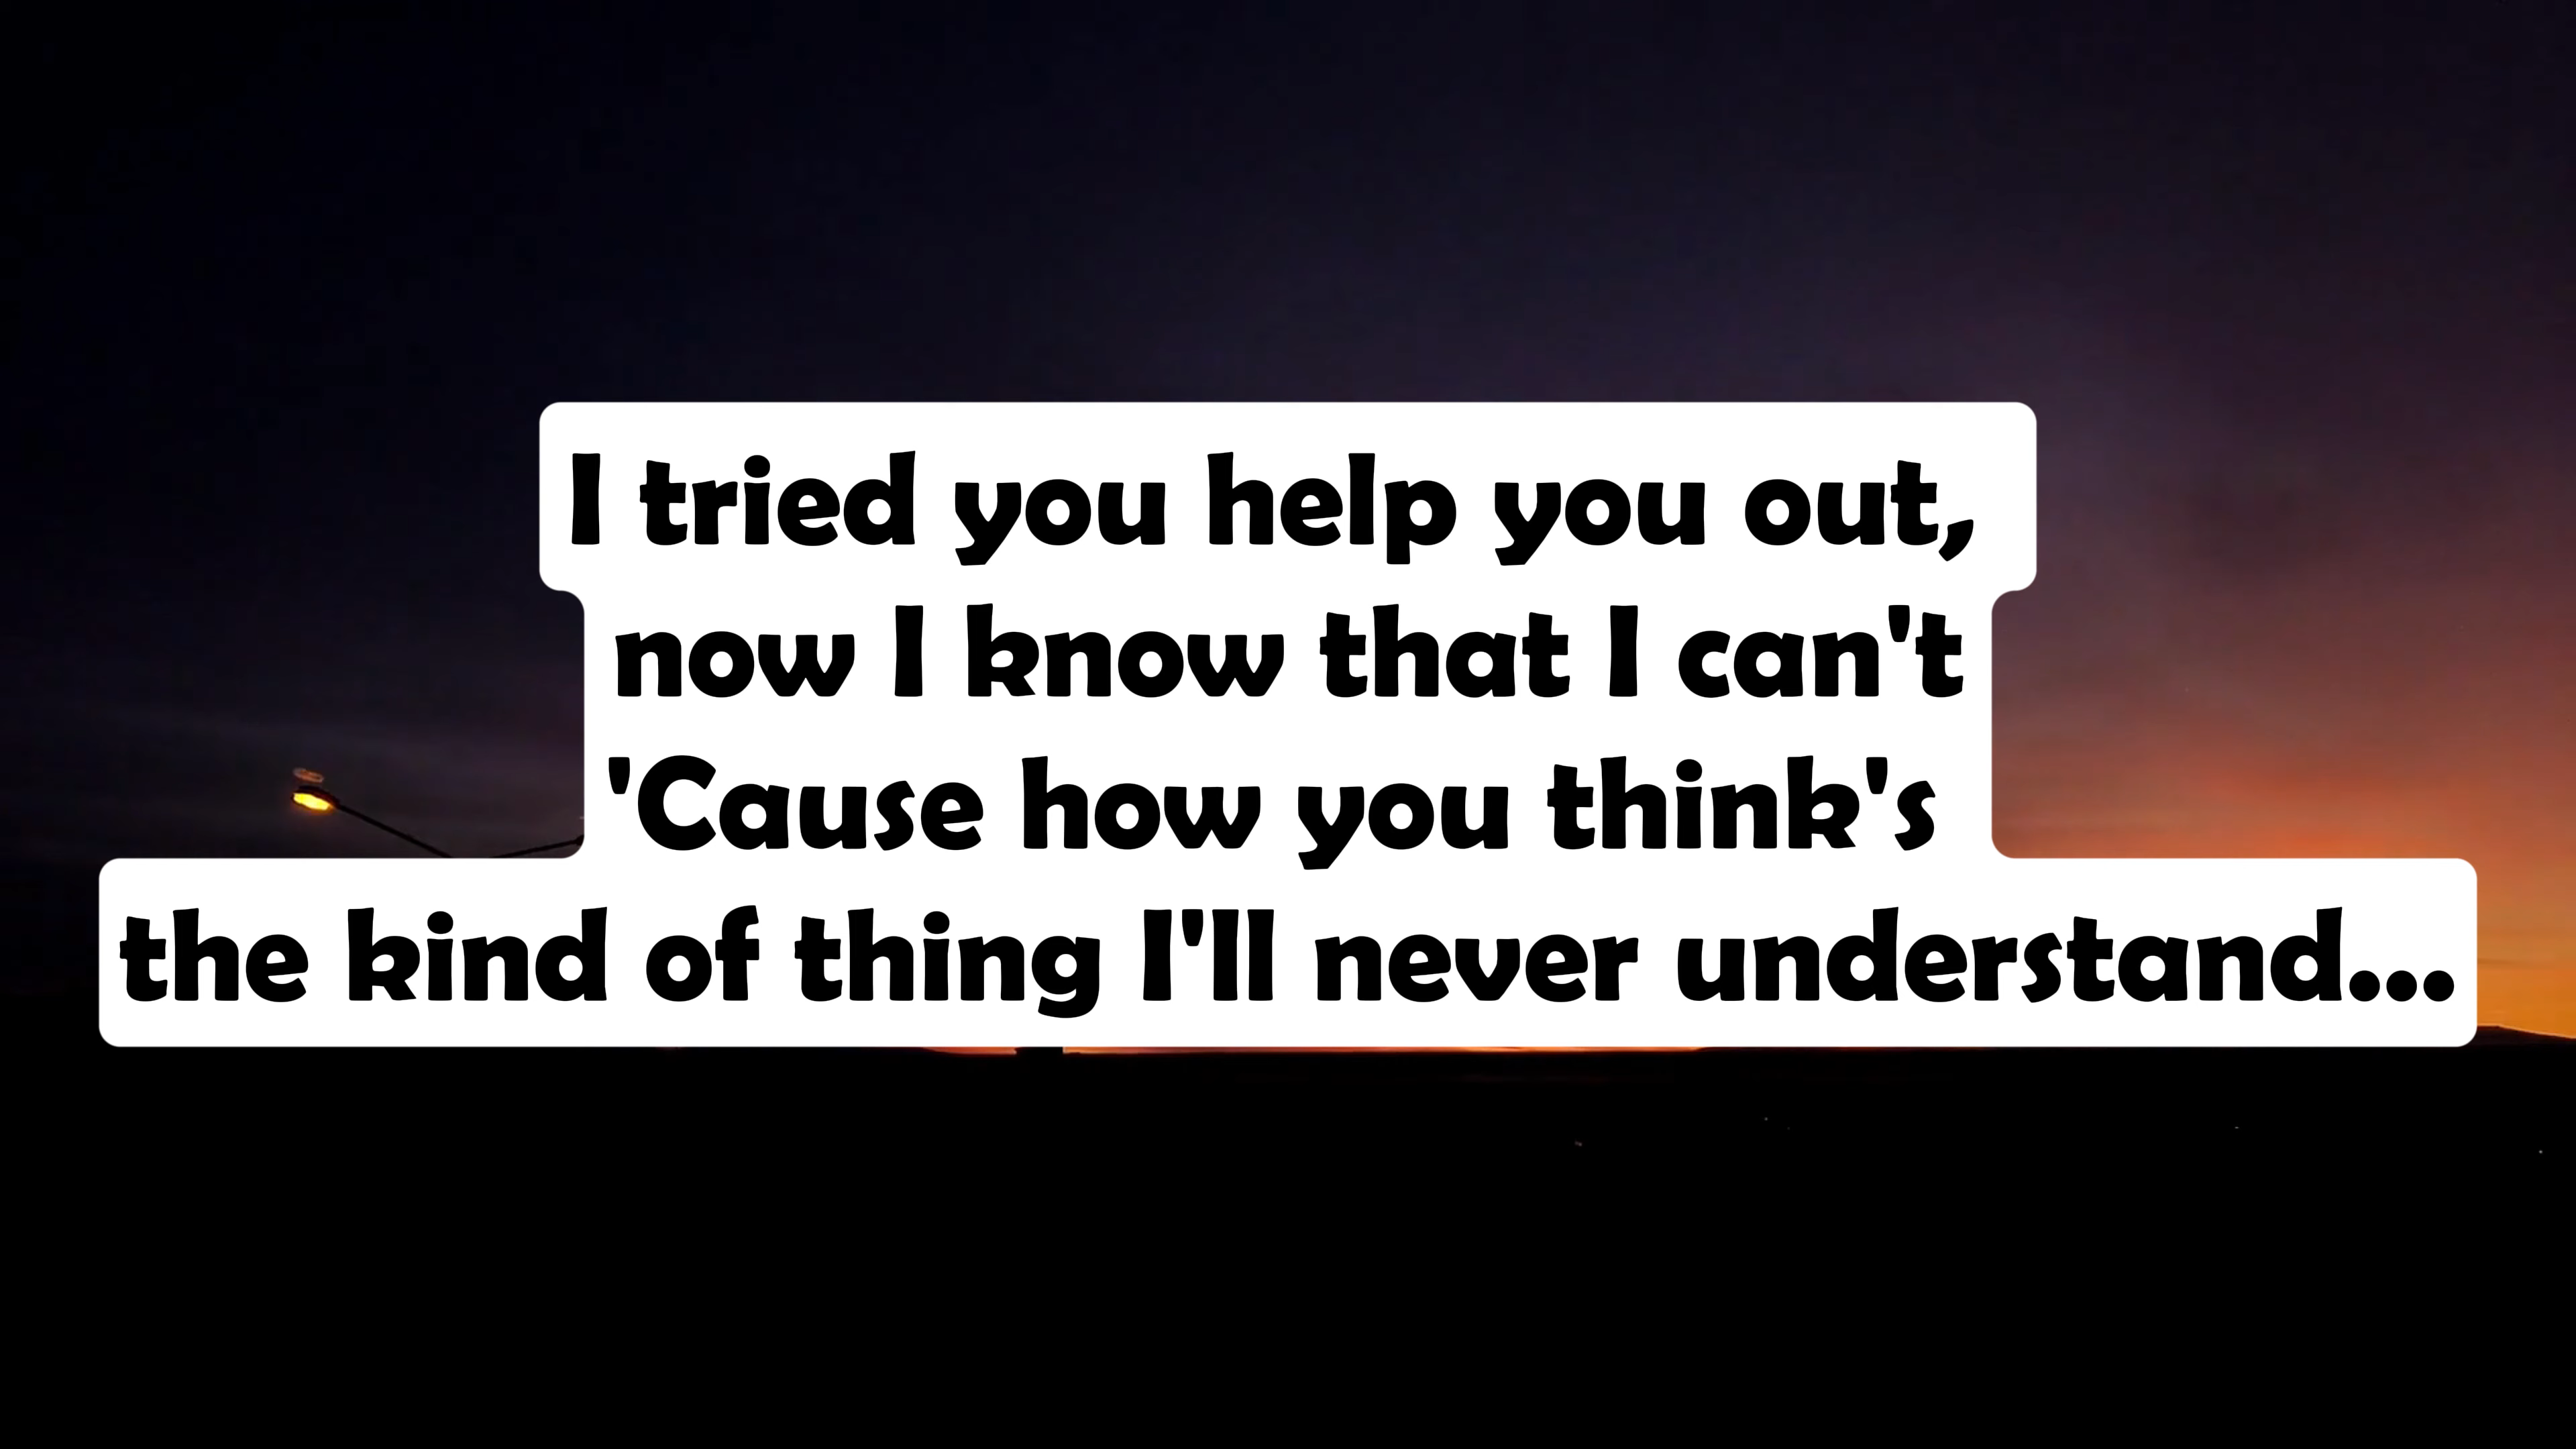 I tried you help you out,
now I know that I can't
'Cause how you think's
the kind of thing I'll never understand...